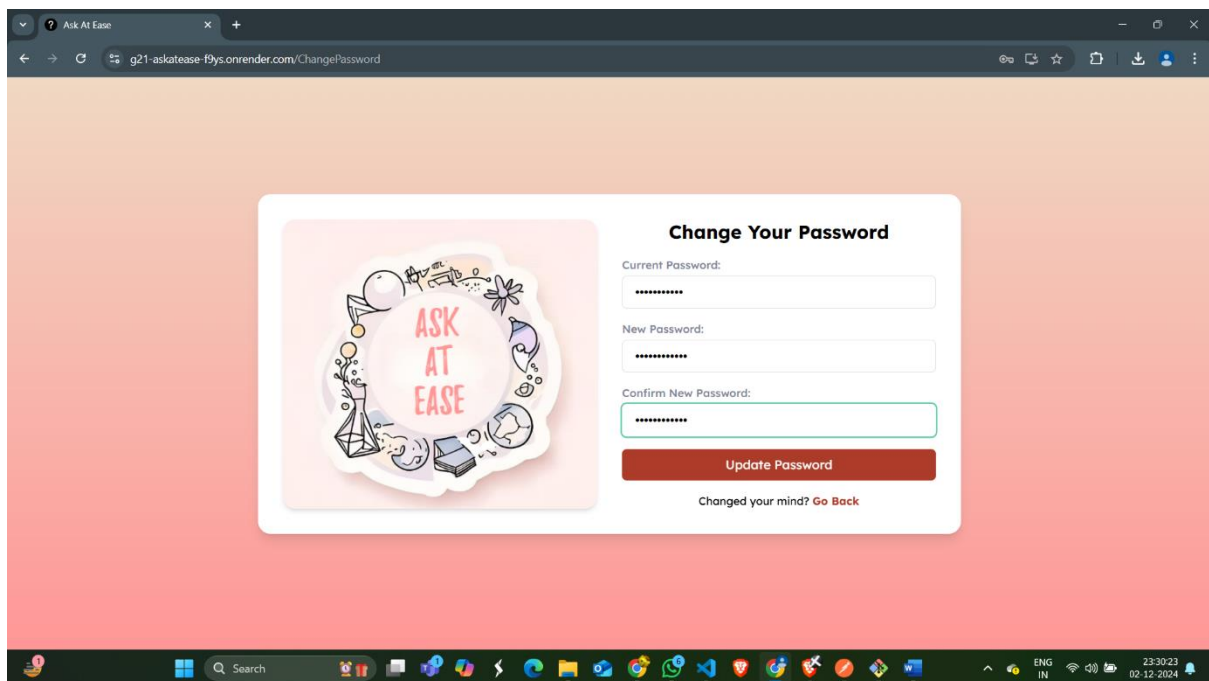 Ask At Ease
g21-askatease-f9ys.onrender.com/ChangePassword
ASK
AT
EASE
Change Your Password
Current Password:
•••••••••••
New Password:
••••••••••••
Confirm New Password:
••••••••••••
Update Password
Changed your mind? Go Back
1
Search
ENG
IN
23:30:23
02-12-2024